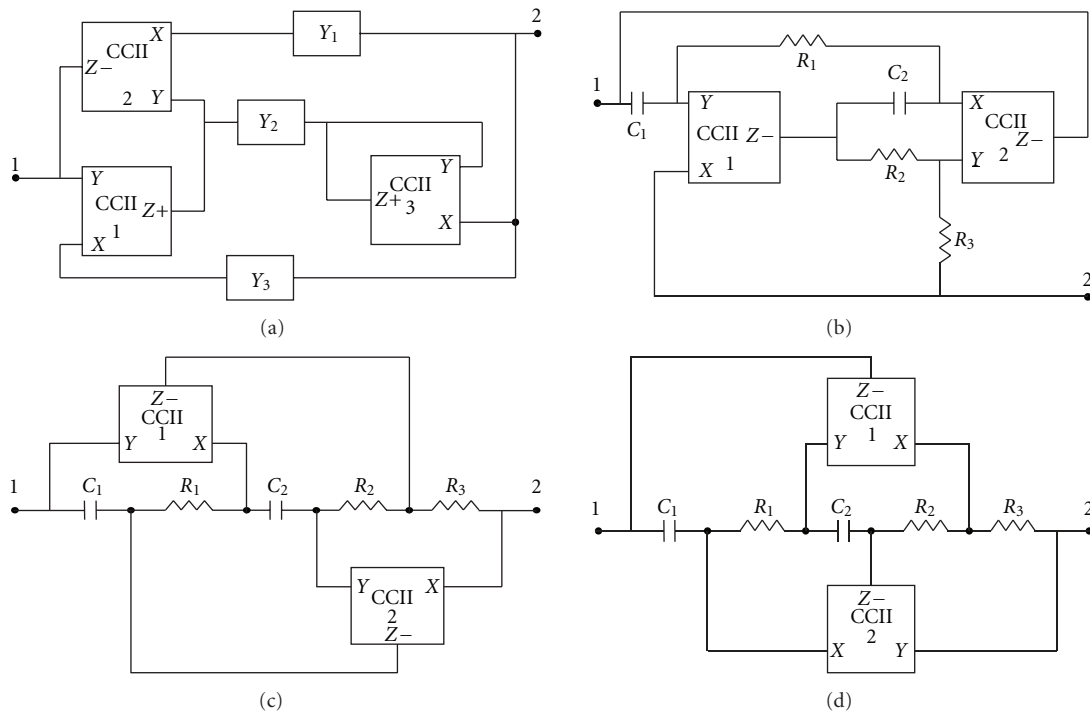 2
X
CCII
Z−
2
Y
Y1
Y2
1
Y
CCII
Z+
1
X
Y
CCII
Z+
3
X
Y3
(a)
1
C1
R1
C2
Y
CCII
Z−
1
X
R2
X
CCII
Z−
2
Y
R3
2
(b)
Z−
CCII
1
Y
X
1
C1
R1
C2
R2
R3
2
Y
X
CCII
2
Z−
(c)
Z−
CCII
1
Y
X
1
C1
R1
C2
R2
R3
2
Z−
CCII
2
X
Y
(d)